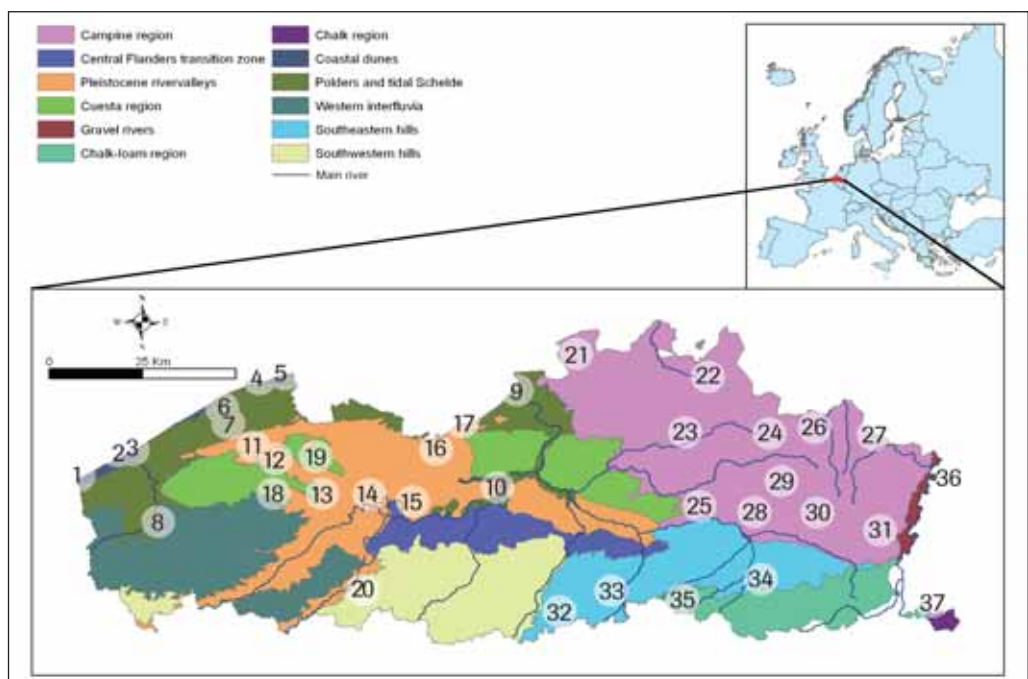 Campine region
Central Flanders transition zone
Pleistocene rivervalleys
Cuesta region
Gravel rivers
Chalk-loam region
Chalk region
Coastal dunes
Polders and tidal Schelde
Western interfluvia
Southeastern hills
Southwestern hills
Main river
N
W E
S
0 25 Km
1
2
3
4
5
6
7
8
9
10
11
12
13
14
15
16
17
18
19
20
21
22
23
24
25
26
27
28
29
30
31
32
33
34
35
36
37